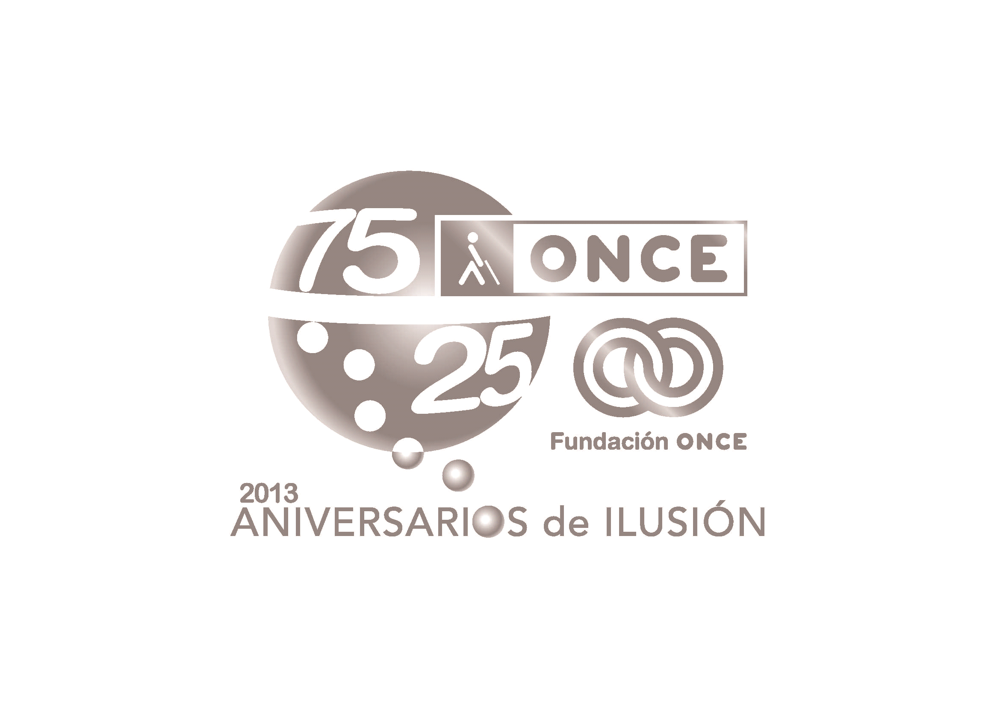 75 ONCE
25
Fundación ONCE
2013
ANIVERSARIOS de ILUSIÓN